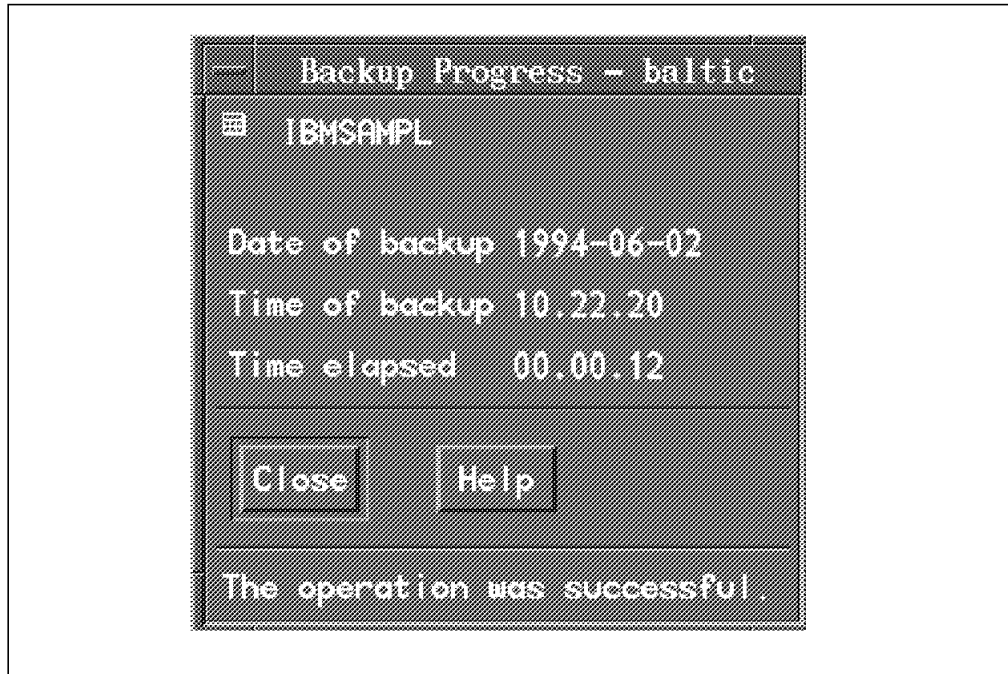 Backup Progress - baltic
IBMSAMPL
Date of backup 1994-06-02
Time of backup 10.22.20
Time elapsed 00.00.12
Close Help
The operation was successful.